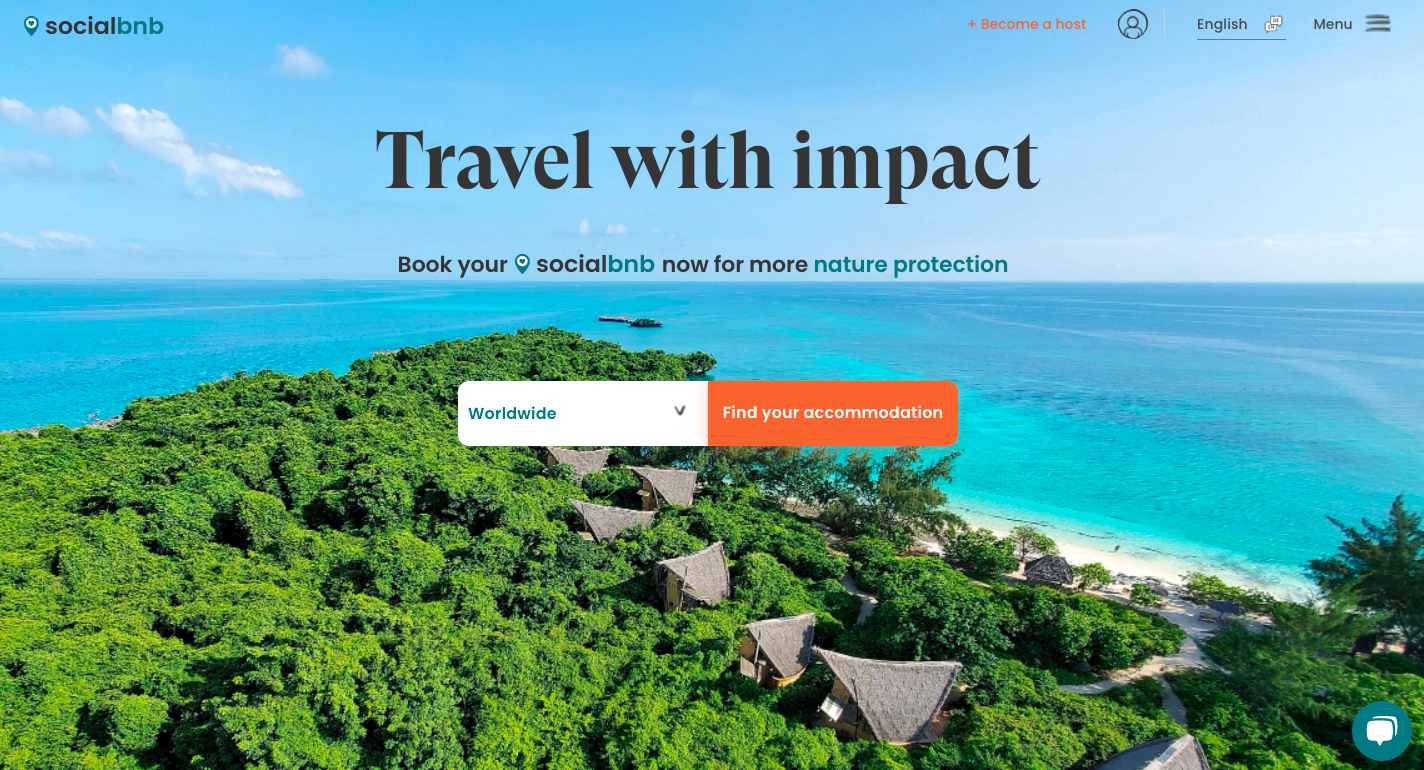 socialbnb
+ Become a host
English
Menu
Travel with impact
Book your socialbnb now for more nature protection
Worldwide
Find your accommodation